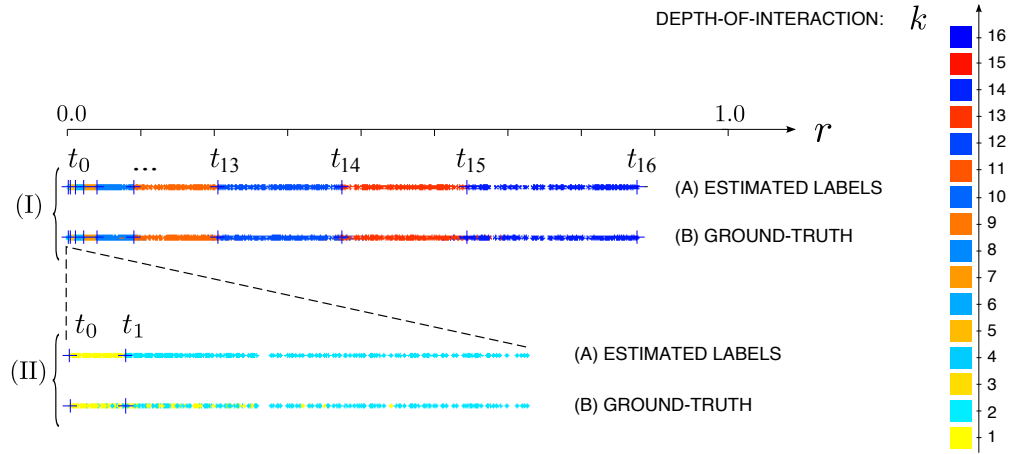 DEPTH-OF-INTERACTION: k
16
15
14
13
12
11
10
9
8
7
6
5
4
3
2
1
0.0 1.0
r
t0 ... t13 t14 t15 t16
(I)
(A) ESTIMATED LABELS
(B) GROUND-TRUTH
t0 t1
(II)
(A) ESTIMATED LABELS
(B) GROUND-TRUTH